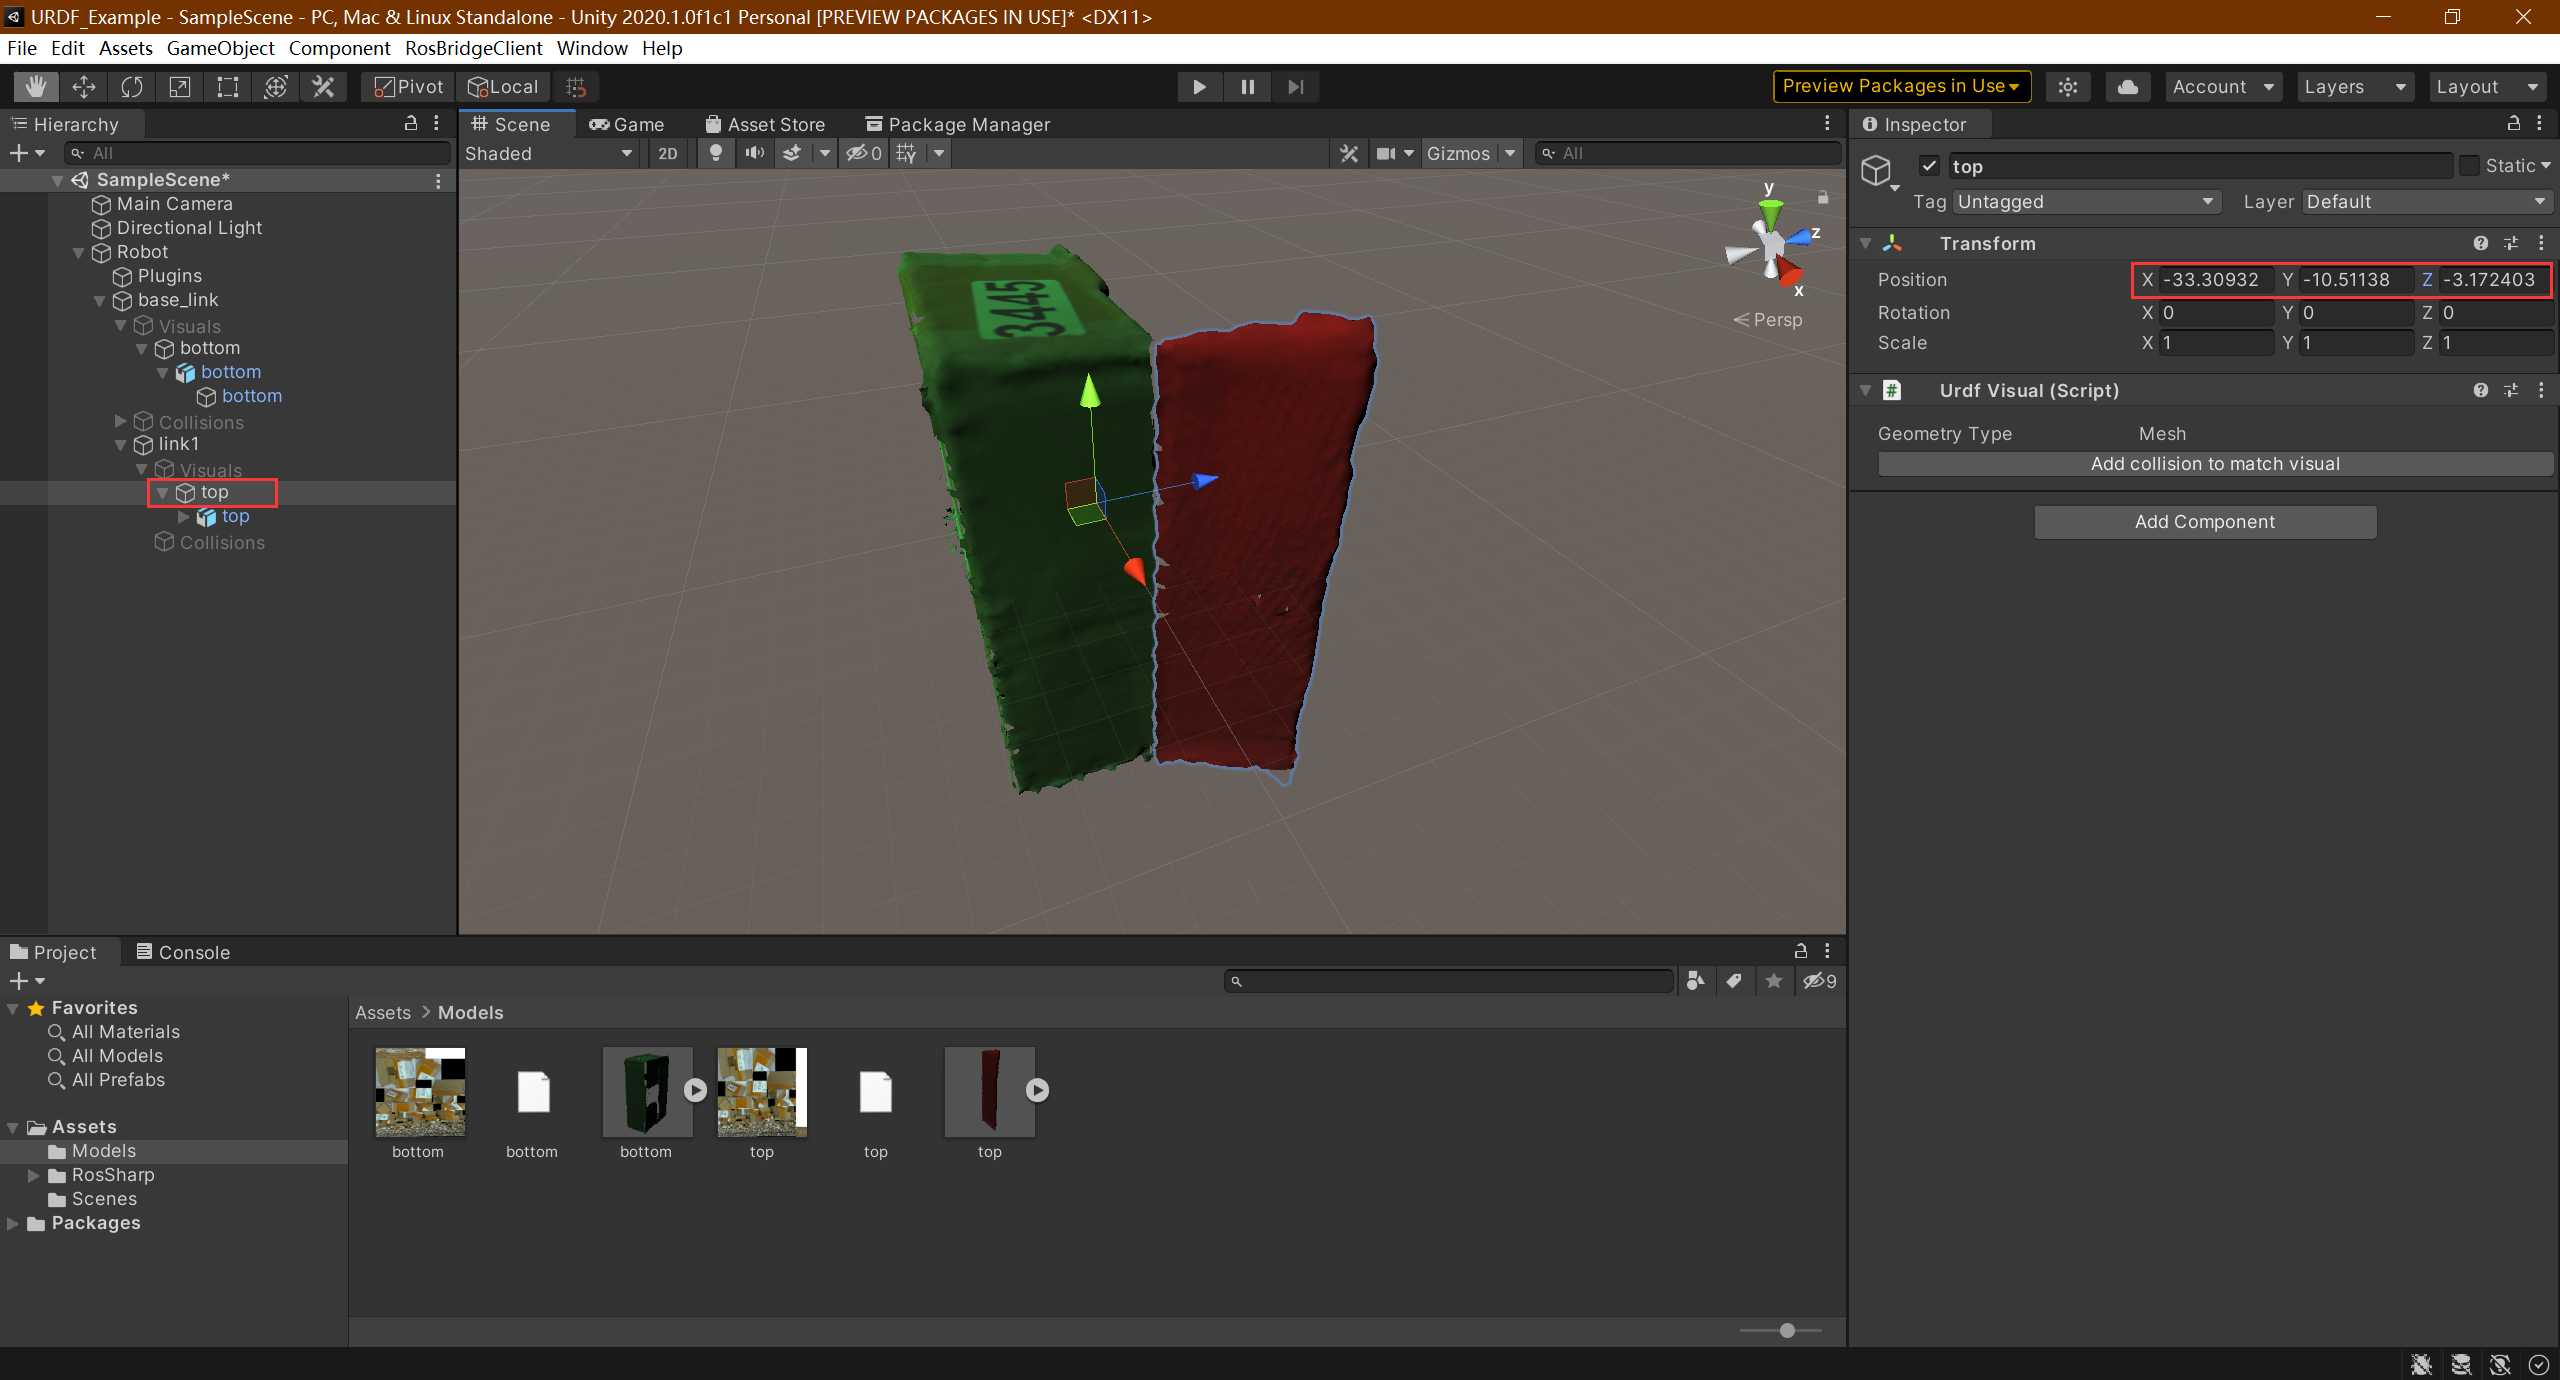 URDF_Example - SampleScene - PC, Mac & Linux Standalone - Unity 2020.1.0f1c1 Personal [PREVIEW PACKAGES IN USE]* <DX11>
File Edit Assets GameObject Component RosBridgeClient Window Help
Pivot Local Preview Packages in Use Account Layers Layout
Hierarchy
All
SampleScene*
Main Camera
Directional Light
Robot
Plugins
base_link
Visuals
bottom
bottom
bottom
Collisions
link1
Visuals
top
top
Collisions
Scene Game Asset Store Package Manager
Shaded 2D 0 Gizmos All
3445
y
z
x
Persp
Inspector
top Static
Tag Untagged Layer Default
Transform
Position X -33.30932 Y -10.51138 Z -3.172403
Rotation X 0 Y 0 Z 0
Scale X 1 Y 1 Z 1
# Urdf Visual (Script)
Geometry Type Mesh
Add collision to match visual
Add Component
Project Console
9
Favorites
All Materials
All Models
All Prefabs
Assets
Models
RosSharp
Scenes
Packages
Assets > Models
bottom bottom bottom top top top